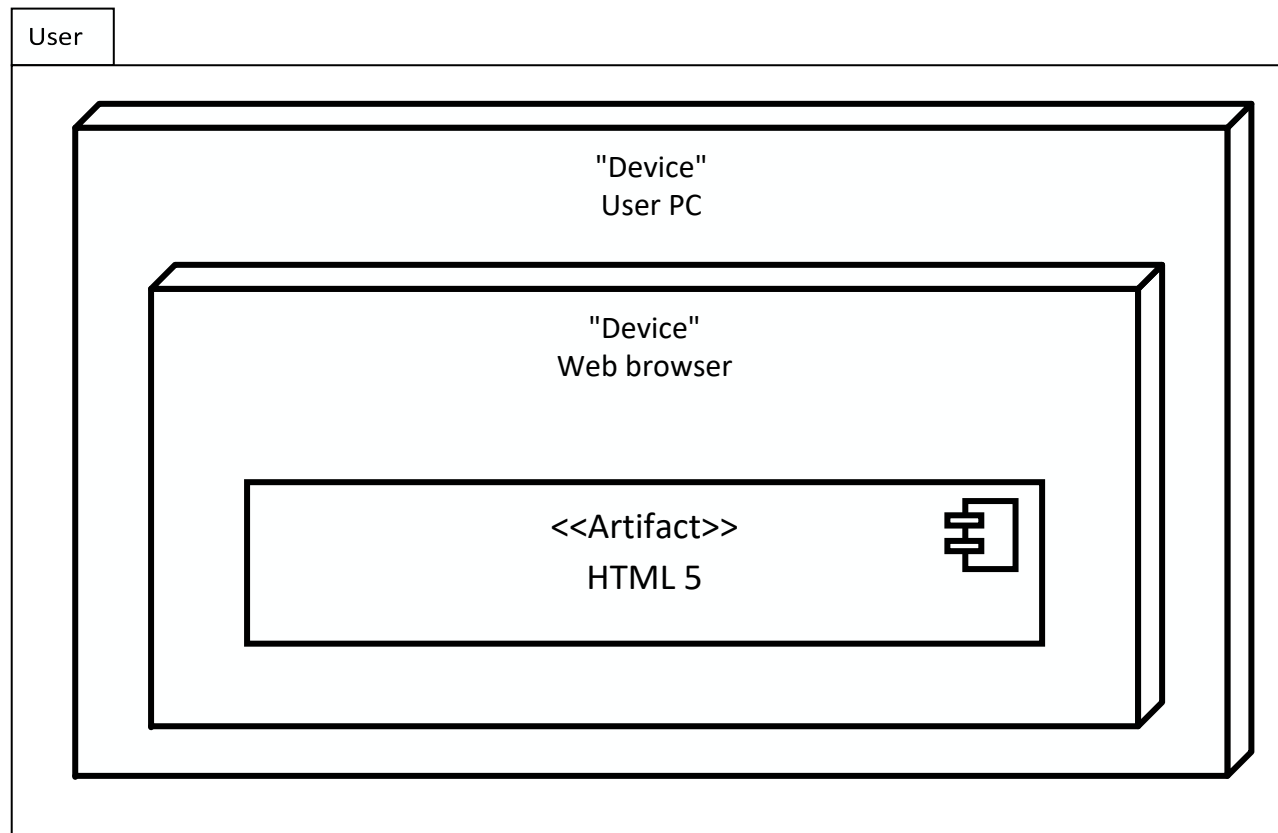 User
"Device"
User PC
"Device"
Web browser
<<Artifact>>
HTML 5